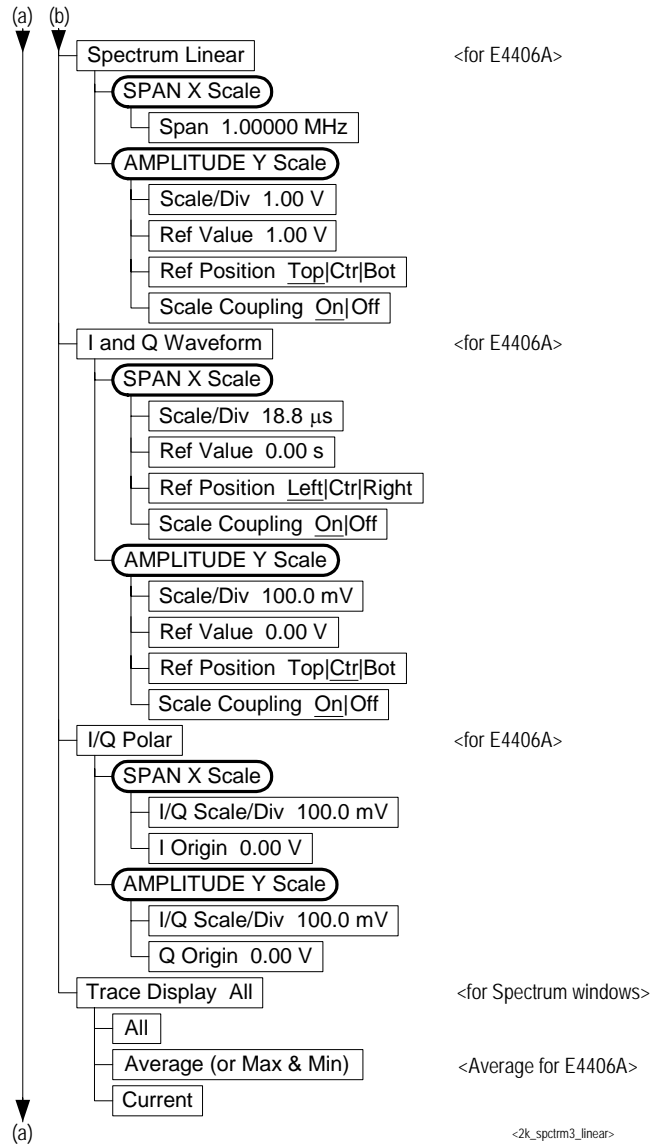 (a) (b)
Spectrum Linear <for E4406A>
SPAN X Scale
Span 1.00000 MHz
AMPLITUDE Y Scale
Scale/Div 1.00 V
Ref Value 1.00 V
Ref Position Top|Ctr|Bot
Scale Coupling On|Off
I and Q Waveform <for E4406A>
SPAN X Scale
Scale/Div 18.8 μs
Ref Value 0.00 s
Ref Position Left|Ctr|Right
Scale Coupling On|Off
AMPLITUDE Y Scale
Scale/Div 100.0 mV
Ref Value 0.00 V
Ref Position Top|Ctr|Bot
Scale Coupling On|Off
I/Q Polar <for E4406A>
SPAN X Scale
I/Q Scale/Div 100.0 mV
I Origin 0.00 V
AMPLITUDE Y Scale
I/Q Scale/Div 100.0 mV
Q Origin 0.00 V
Trace Display All <for Spectrum windows>
All
Average (or Max & Min) <Average for E4406A>
Current
(a) <2k_spctrm3_linear>